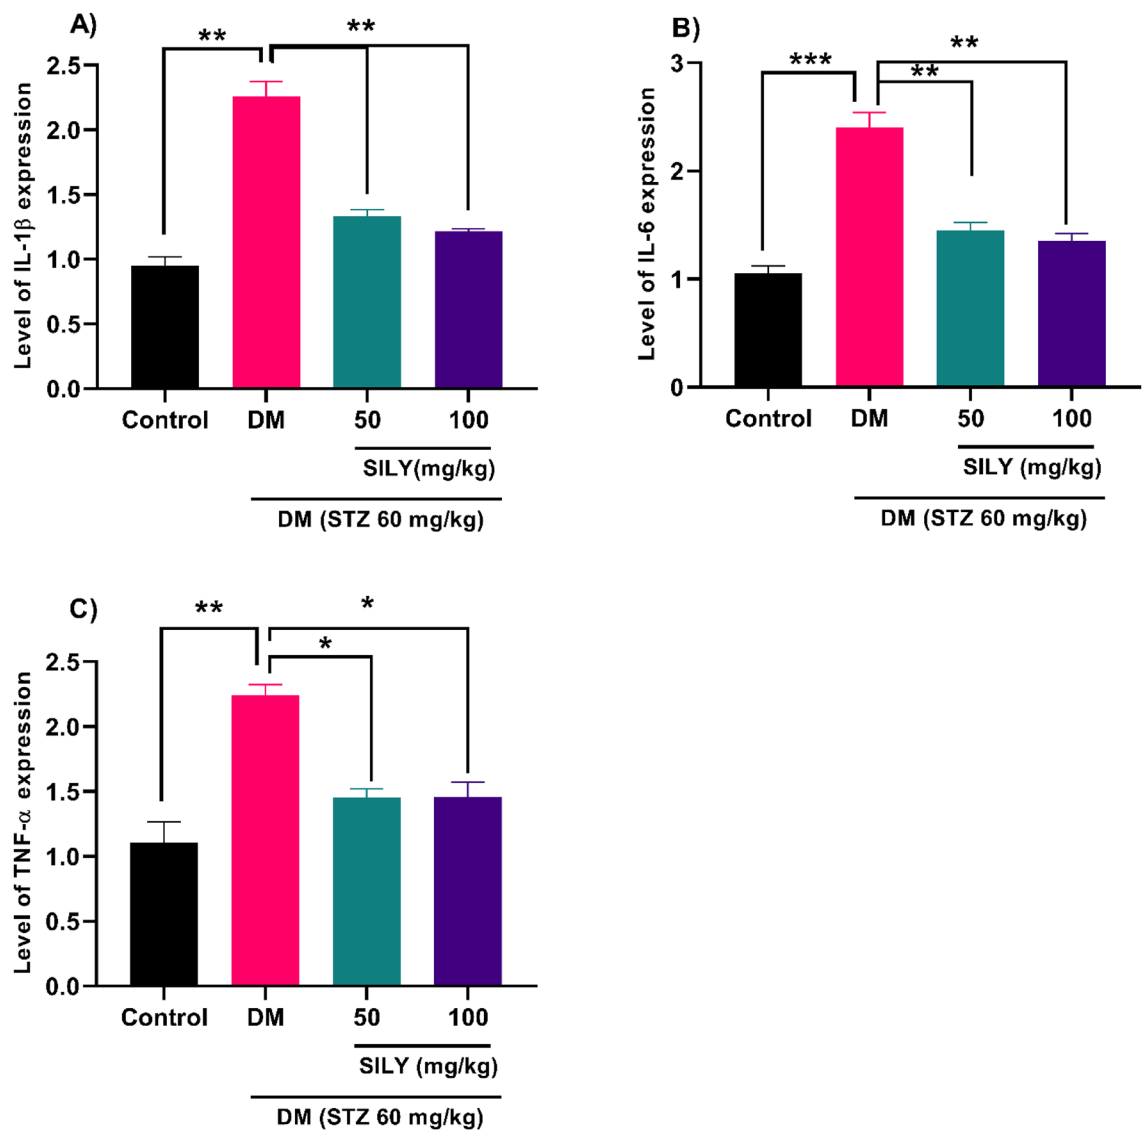 A)
** **
Level of IL-1β expression
2.5
2.0
1.5
1.0
0.5
0.0
Control DM 50 100
SILY(mg/kg)
DM (STZ 60 mg/kg)
B)
*** ** **
Level of IL-6 expression
3
2
1
0
Control DM 50 100
SILY (mg/kg)
DM (STZ 60 mg/kg)
C)
** * *
Level of TNF-α expression
2.5
2.0
1.5
1.0
0.5
0.0
Control DM 50 100
SILY (mg/kg)
DM (STZ 60 mg/kg)